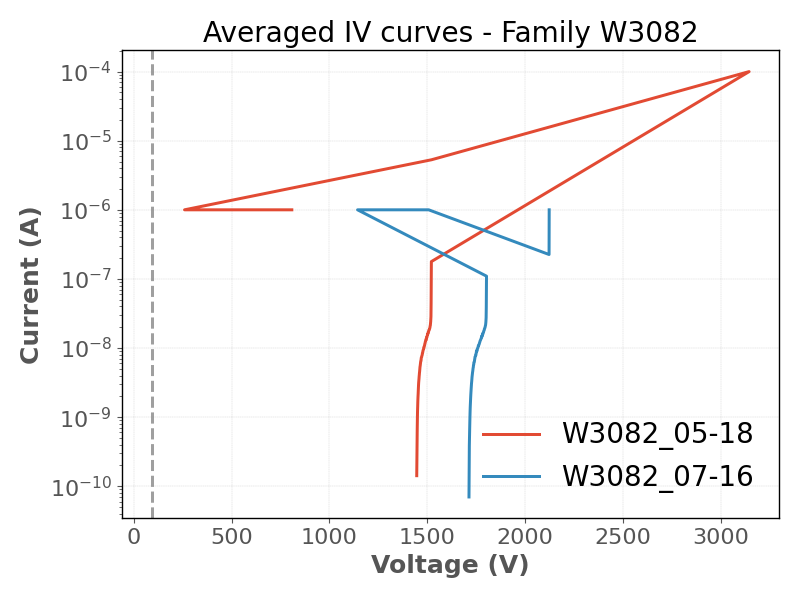 Averaged IV curves - Family W3082
Current (A)
10⁻⁴
10⁻⁵
10⁻⁶
10⁻⁷
10⁻⁸
10⁻⁹
10⁻¹⁰
W3082_05-18
W3082_07-16
0 500 1000 1500 2000 2500 3000
Voltage (V)